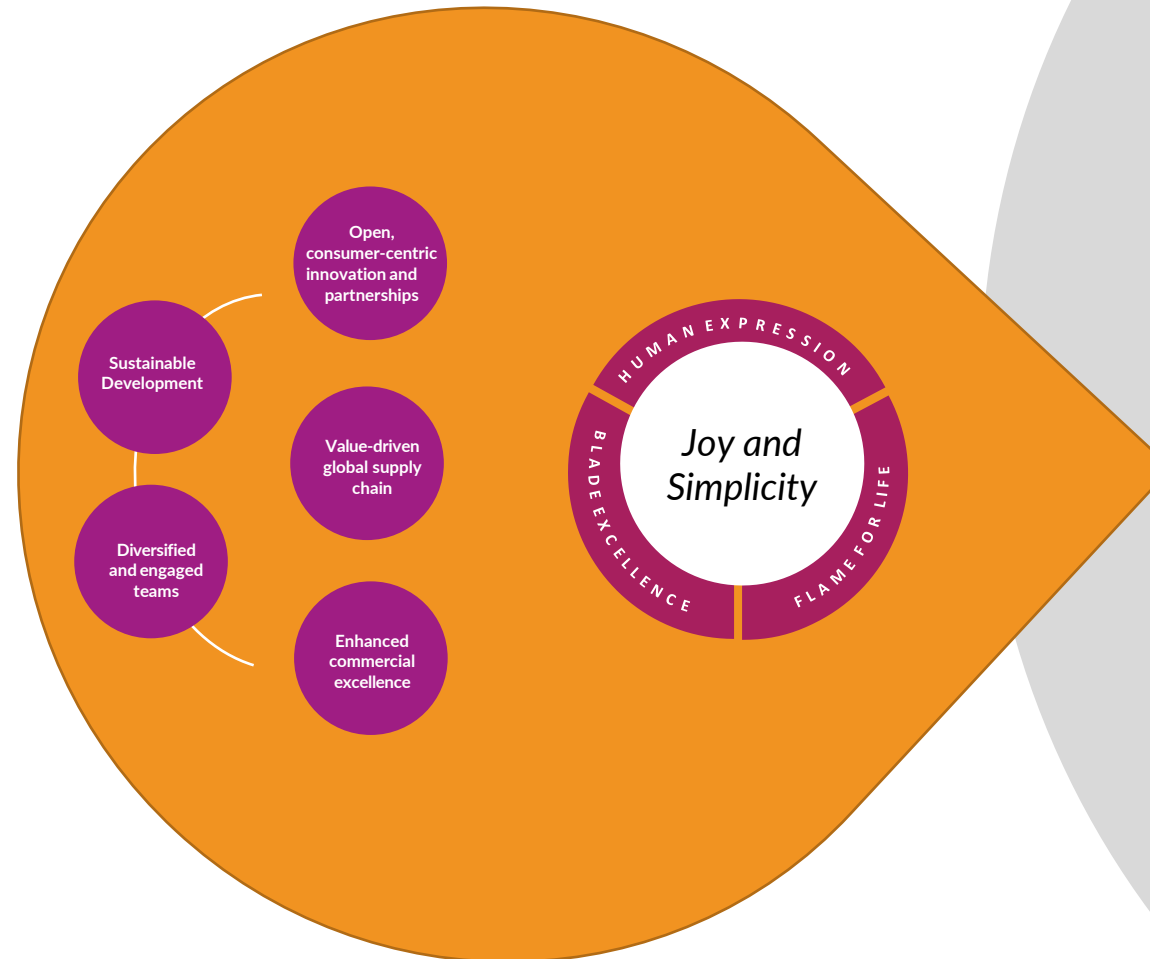 Open,
consumer-centric
innovation and
partnerships
Sustainable
Development
Value-driven
global supply
chain
Diversified
and engaged
teams
Enhanced
commercial
excellence
HUMAN EXPRESSION
BLADE EXCELLENCE
FLAME FOR LIFE
Joy and
Simplicity